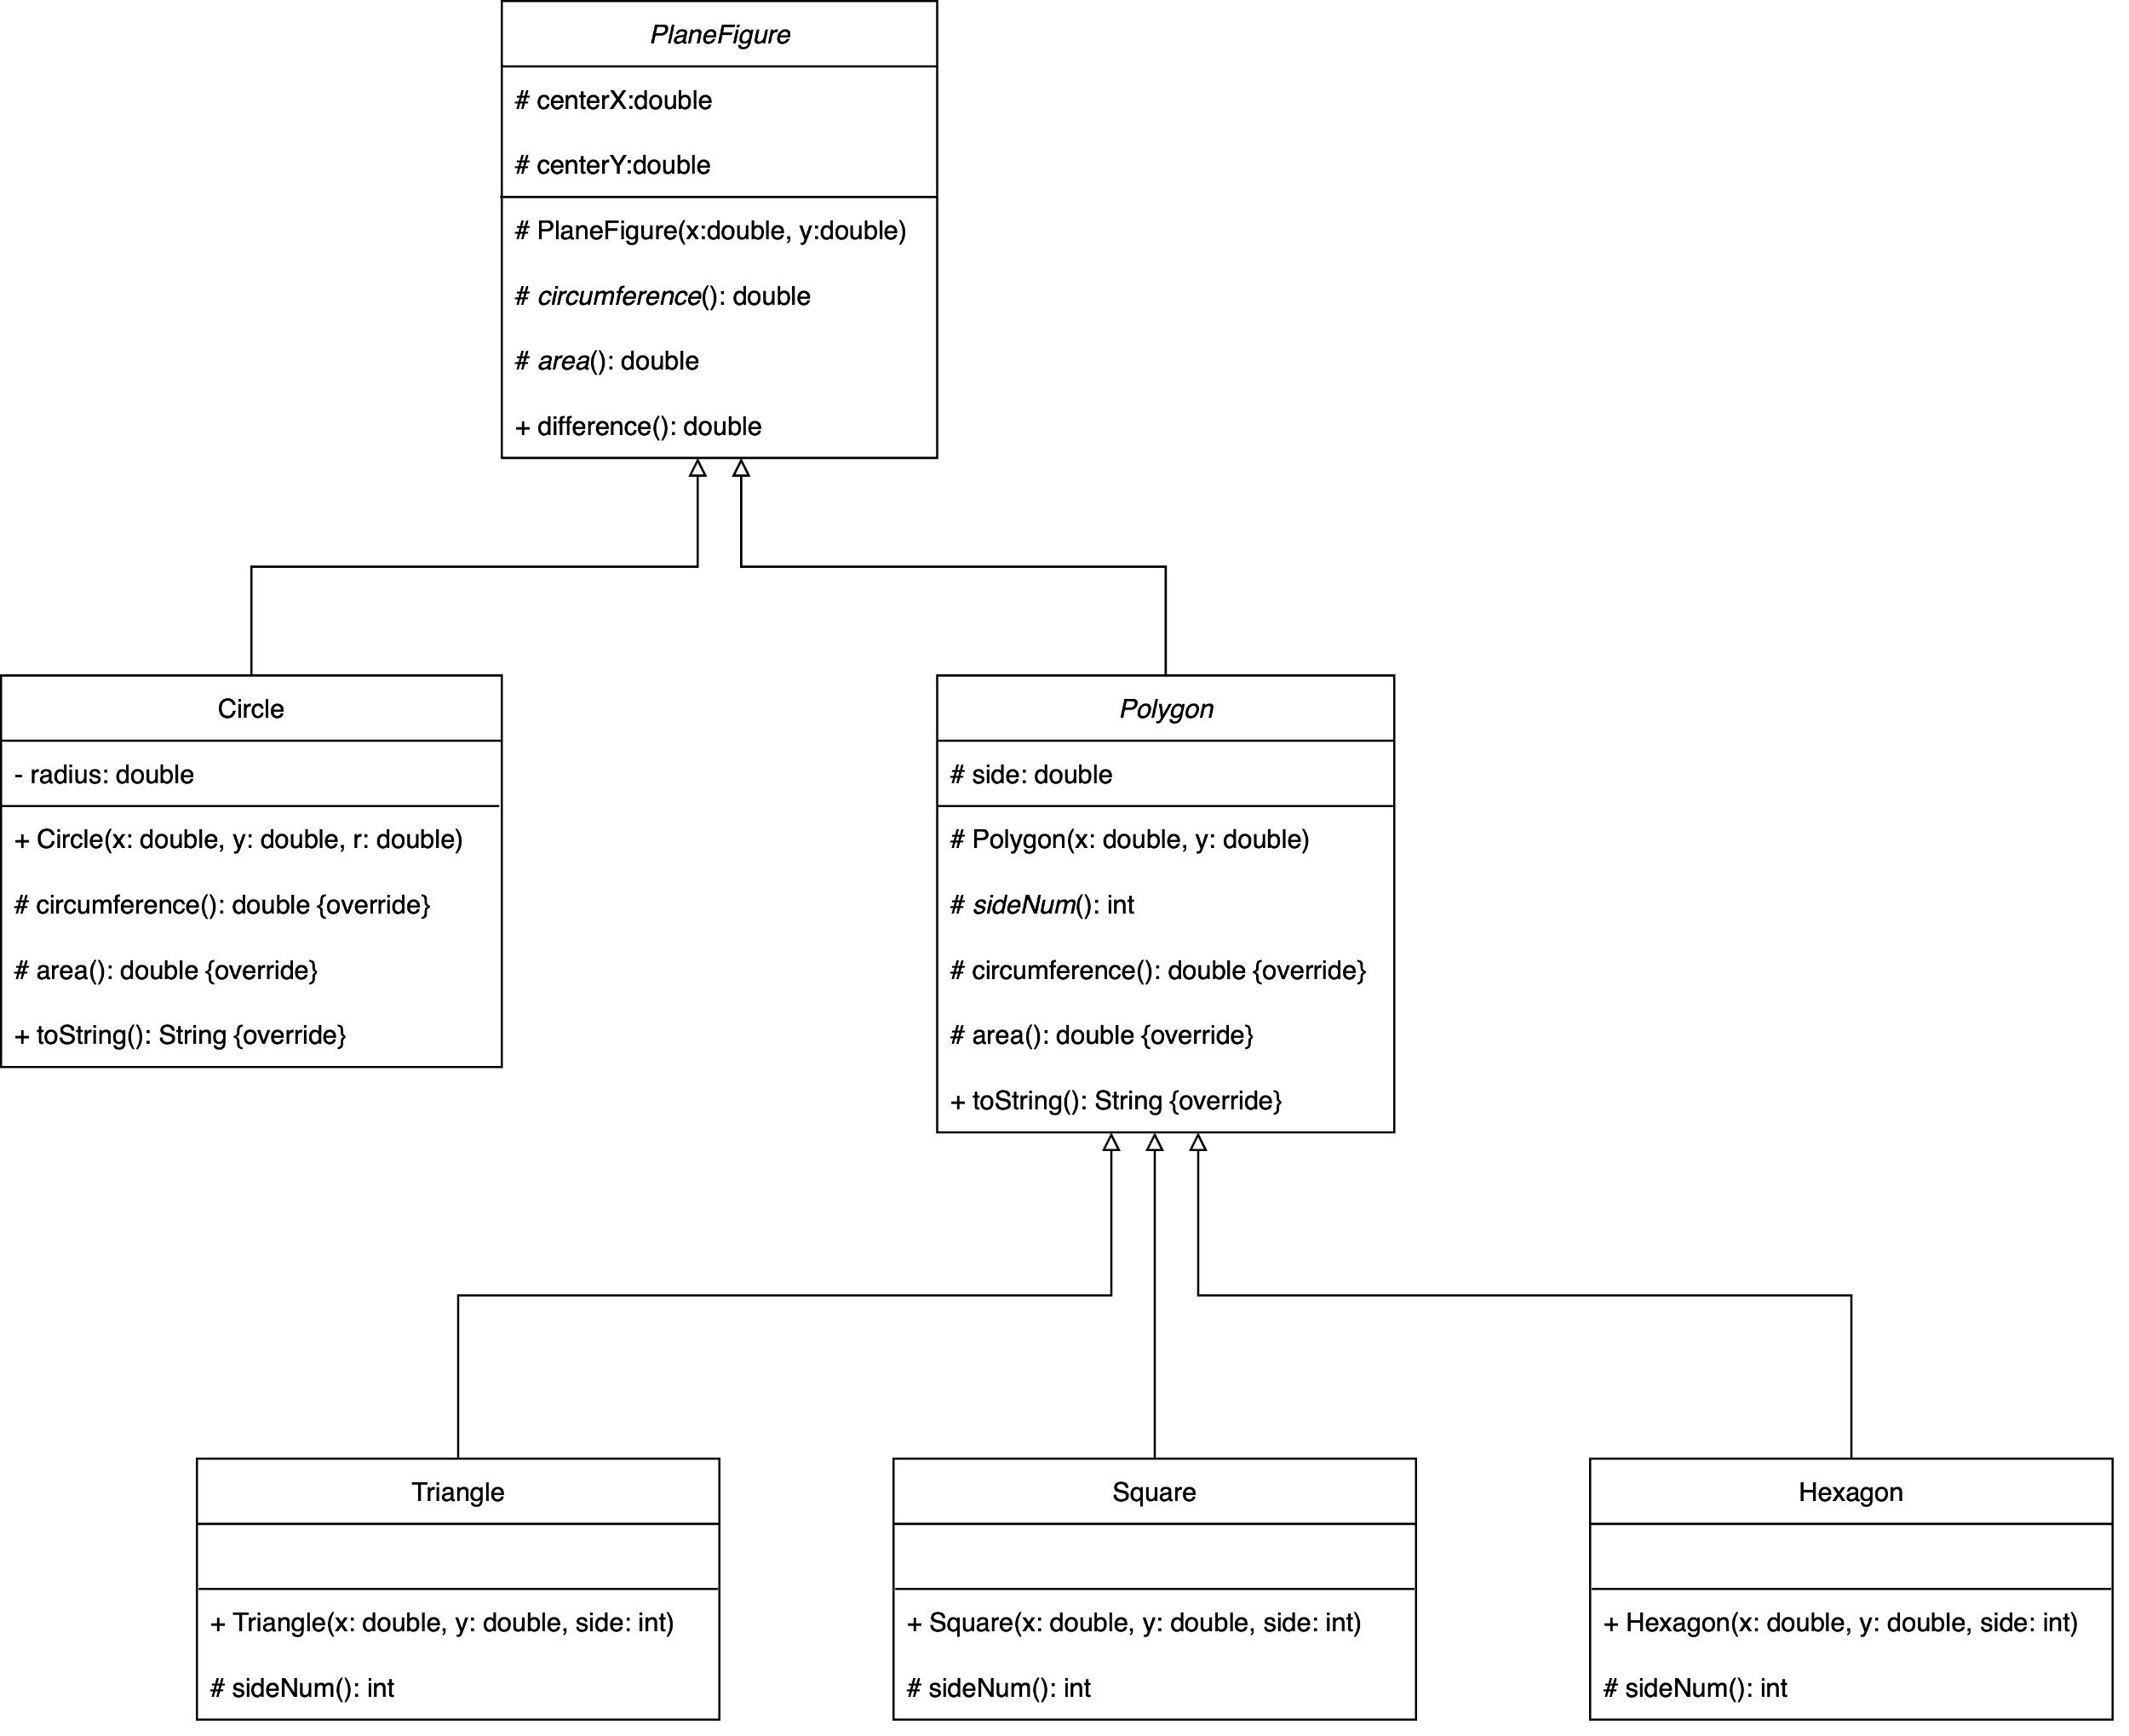 PlaneFigure
# centerX:double
# centerY:double
# PlaneFigure(x:double, y:double)
# circumference(): double
# area(): double
+ difference(): double
Circle
- radius: double
+ Circle(x: double, y: double, r: double)
# circumference(): double {override}
# area(): double {override}
+ toString(): String {override}
Polygon
# side: double
# Polygon(x: double, y: double)
# sideNum(): int
# circumference(): double {override}
# area(): double {override}
+ toString(): String {override}
Triangle
+ Triangle(x: double, y: double, side: int)
# sideNum(): int
Square
+ Square(x: double, y: double, side: int)
# sideNum(): int
Hexagon
+ Hexagon(x: double, y: double, side: int)
# sideNum(): int